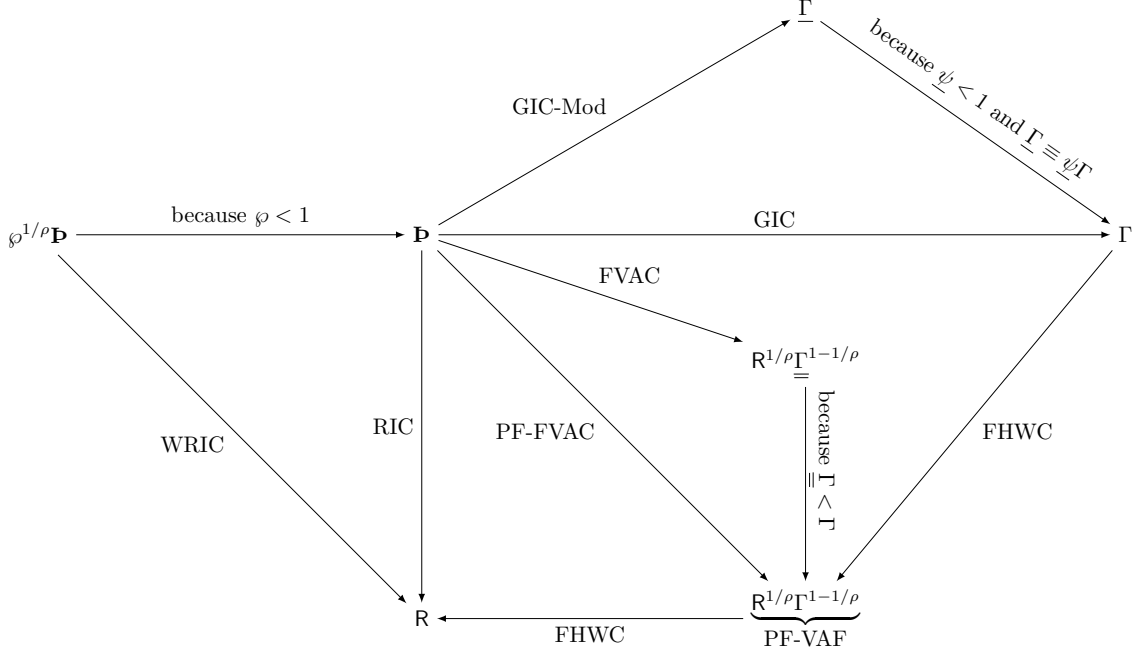 Γ̲
because ψ̲ < 1 and Γ̲ ≡ ψ̲Γ
GIC-Mod
℘^{1/ρ}Þ
because ℘ < 1
Þ
GIC
Γ
FVAC
R^{1/ρ}Γ̳^{1−1/ρ}
because Γ̳ < Γ
WRIC
RIC
PF-FVAC
FHWC
R
FHWC
R^{1/ρ}Γ^{1−1/ρ}
PF-VAF